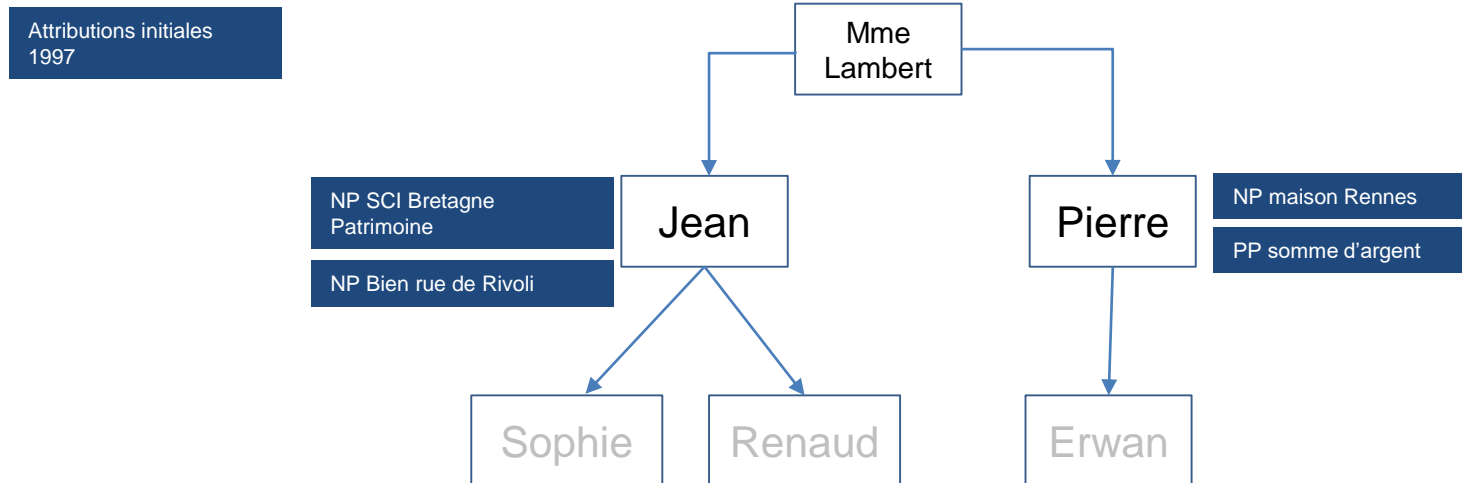 Attributions initiales
1997
Mme
Lambert
NP SCI Bretagne
Patrimoine
NP Bien rue de Rivoli
Jean
Pierre
NP maison Rennes
PP somme d'argent
Sophie
Renaud
Erwan